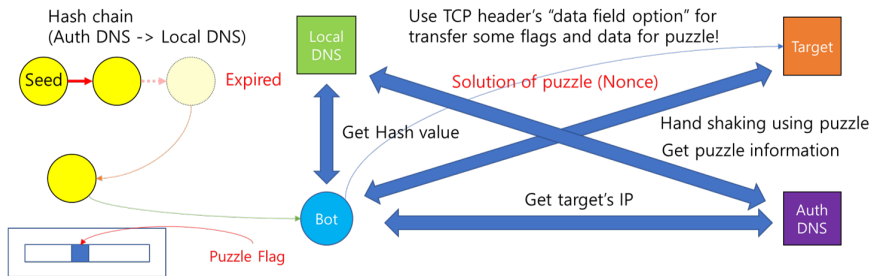 Hash chain
(Auth DNS -> Local DNS)
Seed
Expired
Local
DNS
Use TCP header's "data field option" for
transfer some flags and data for puzzle!
Target
Solution of puzzle (Nonce)
Get Hash value
Hand shaking using puzzle
Get puzzle information
Bot
Get target's IP
Auth
DNS
Puzzle Flag